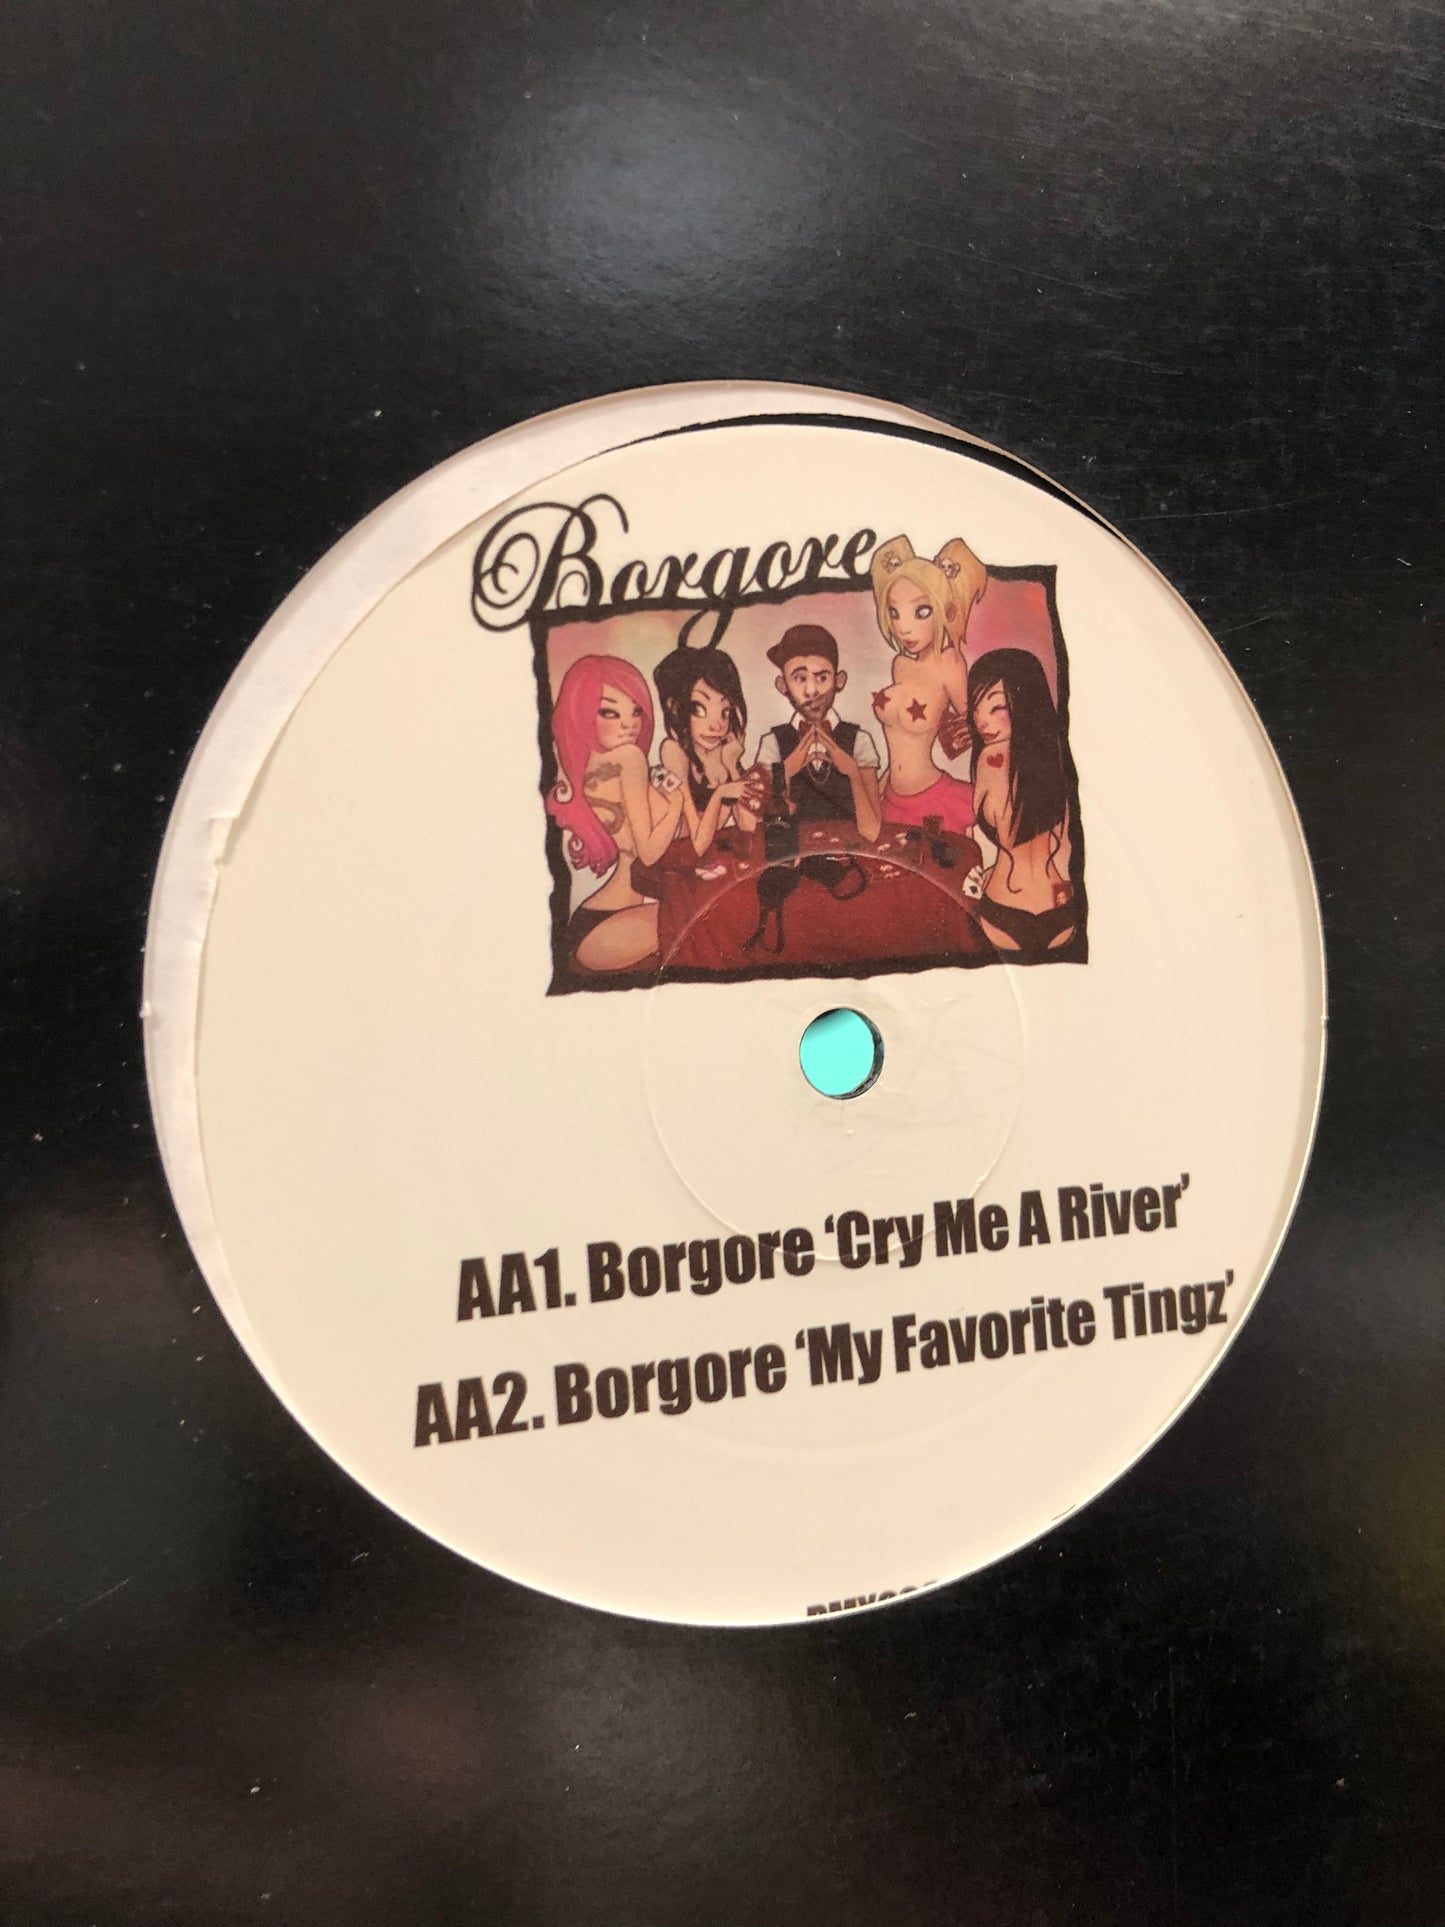 Borgore
AA1. Borgore ‘Cry Me A River’
AA2. Borgore ‘My Favorite Tingz’